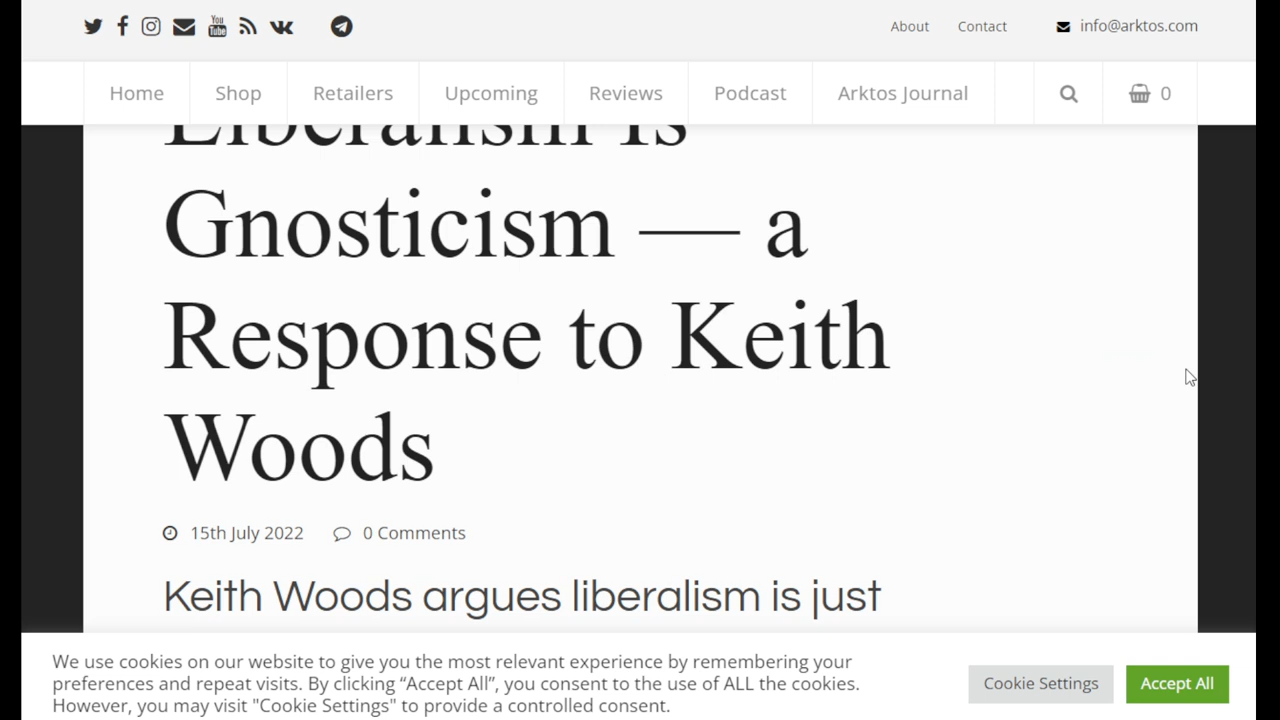 About Contact info@arktos.com
Home Shop Retailers Upcoming Reviews Podcast Arktos Journal 0
Liberalism Is
Gnosticism — a
Response to Keith
Woods
15th July 2022 0 Comments
Keith Woods argues liberalism is just
We use cookies on our website to give you the most relevant experience by remembering your
preferences and repeat visits. By clicking “Accept All”, you consent to the use of ALL the cookies.
However, you may visit "Cookie Settings" to provide a controlled consent.
Cookie Settings Accept All